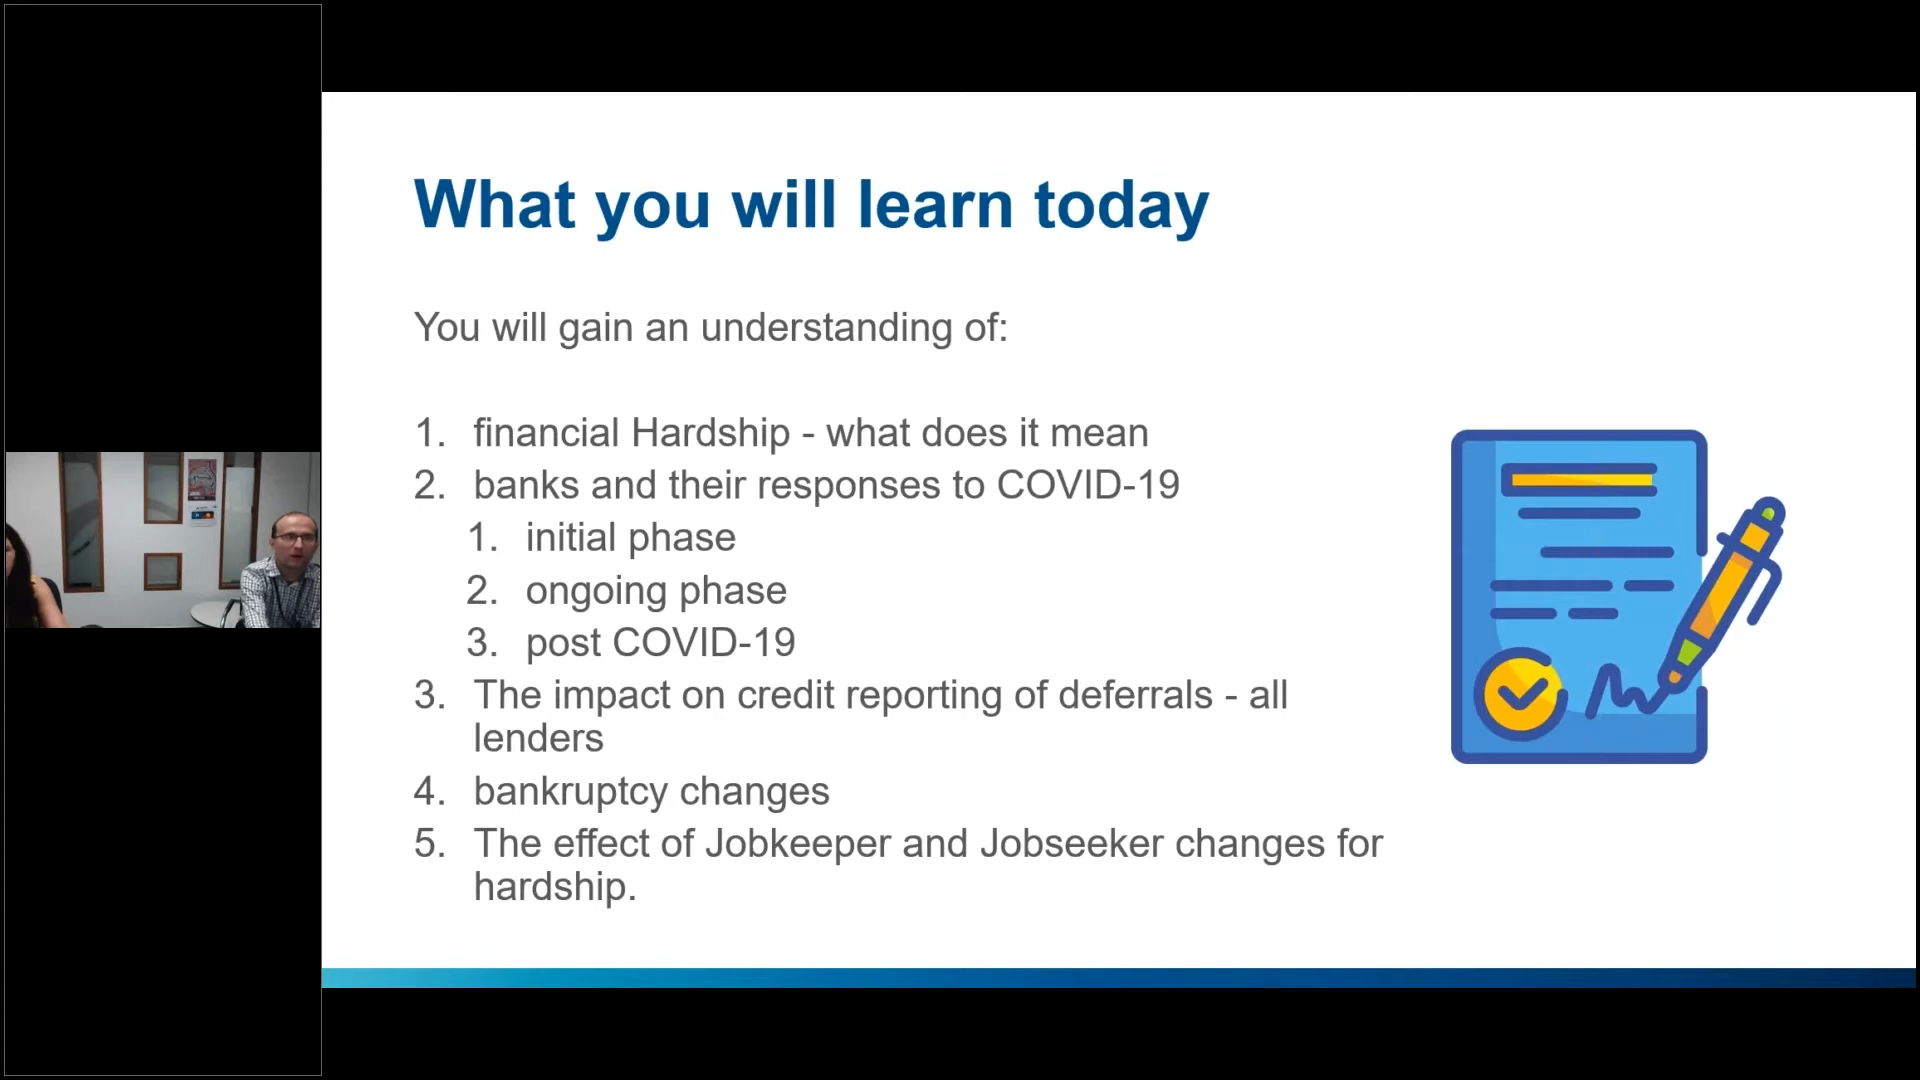 What you will learn today
You will gain an understanding of:
1. financial Hardship - what does it mean
2. banks and their responses to COVID-19
1. initial phase
2. ongoing phase
3. post COVID-19
3. The impact on credit reporting of deferrals - all
lenders
4. bankruptcy changes
5. The effect of Jobkeeper and Jobseeker changes for
hardship.